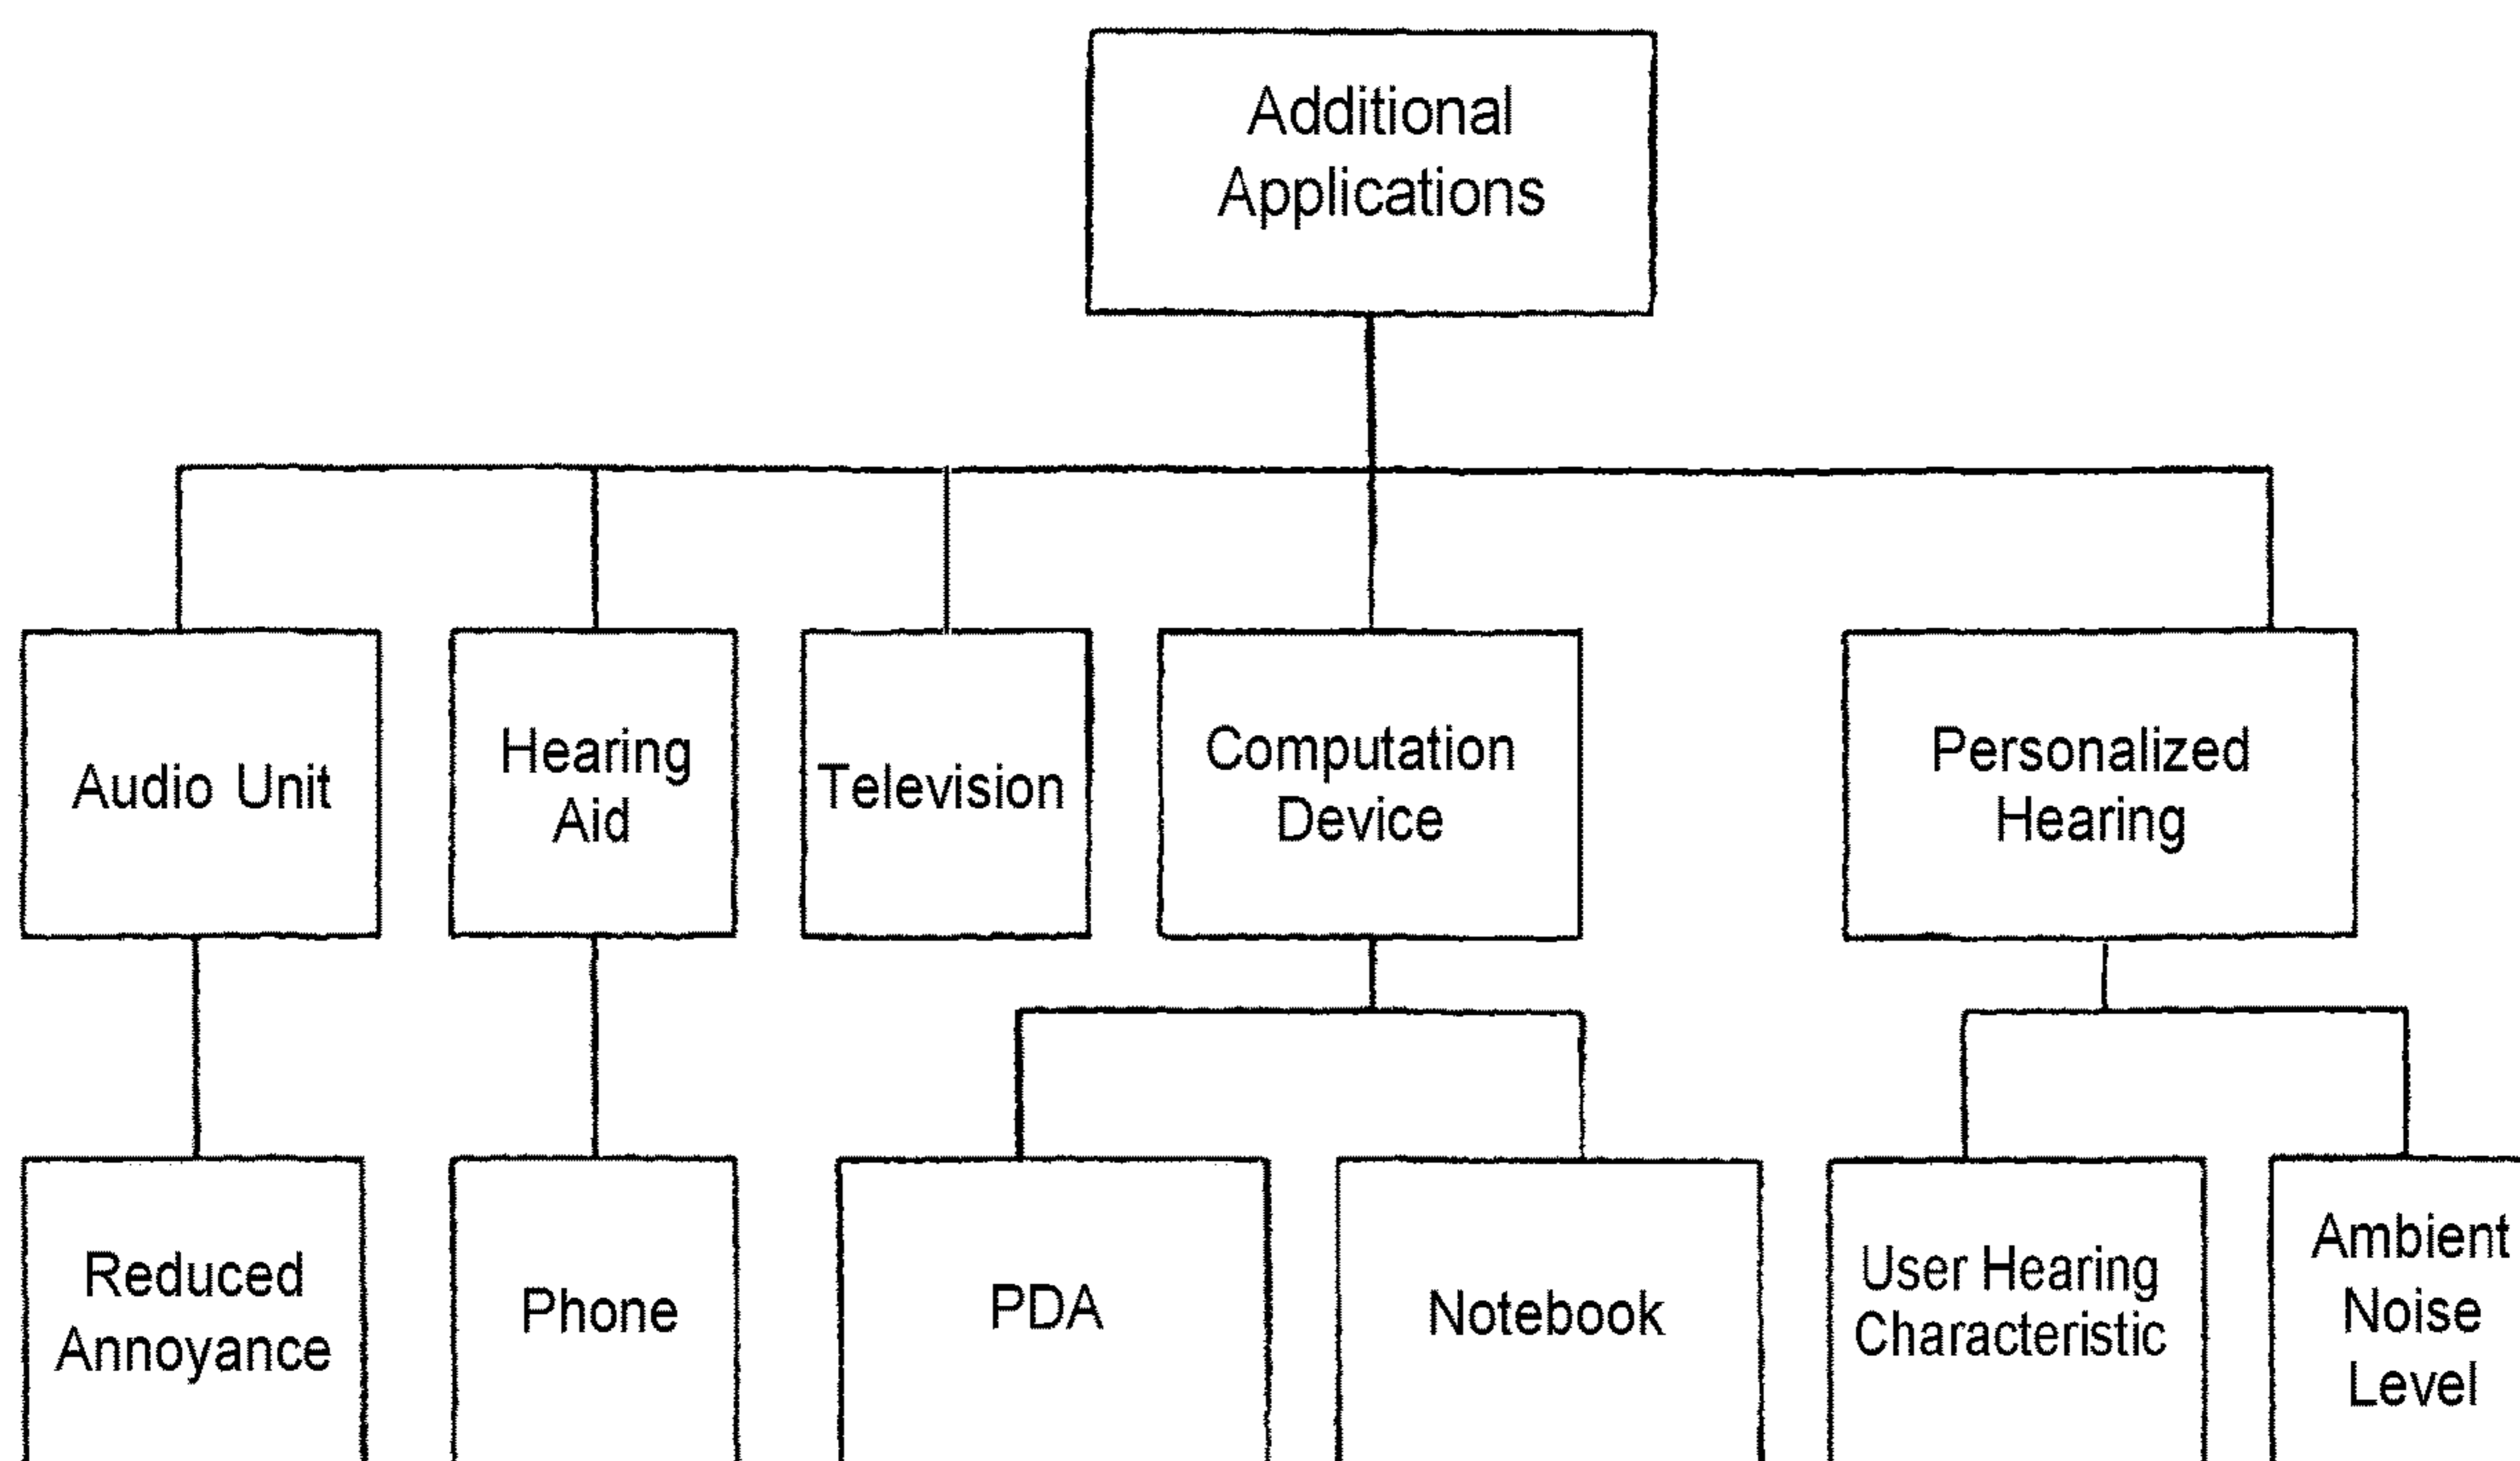 Additional
Applications
Audio Unit
Hearing
Aid
Television
Computation
Device
Personalized
Hearing
Reduced
Annoyance
Phone
PDA
Notebook
User Hearing
Characteristic
Ambient
Noise
Level